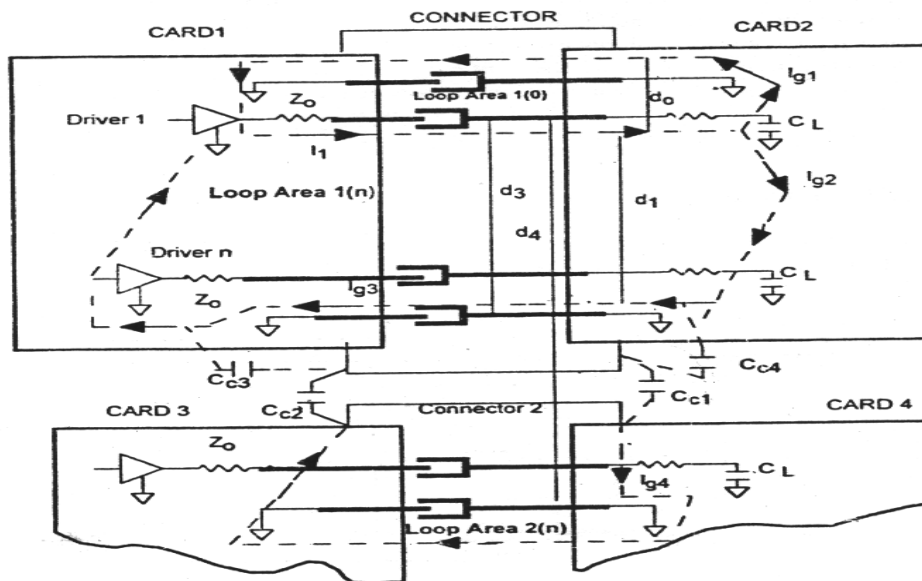 CONNECTOR
CARD1
CARD2
Ig1
Zo
Loop Area 1(0)
do
Driver 1
CL
I1
Ig2
Loop Area 1(n)
d3
d1
d4
Driver n
Ig3
CL
Zo
Cc3
Cc4
Cc2
Connector 2
Cc1
CARD 3
CARD 4
Zo
CL
Ig4
Loop Area 2(n)